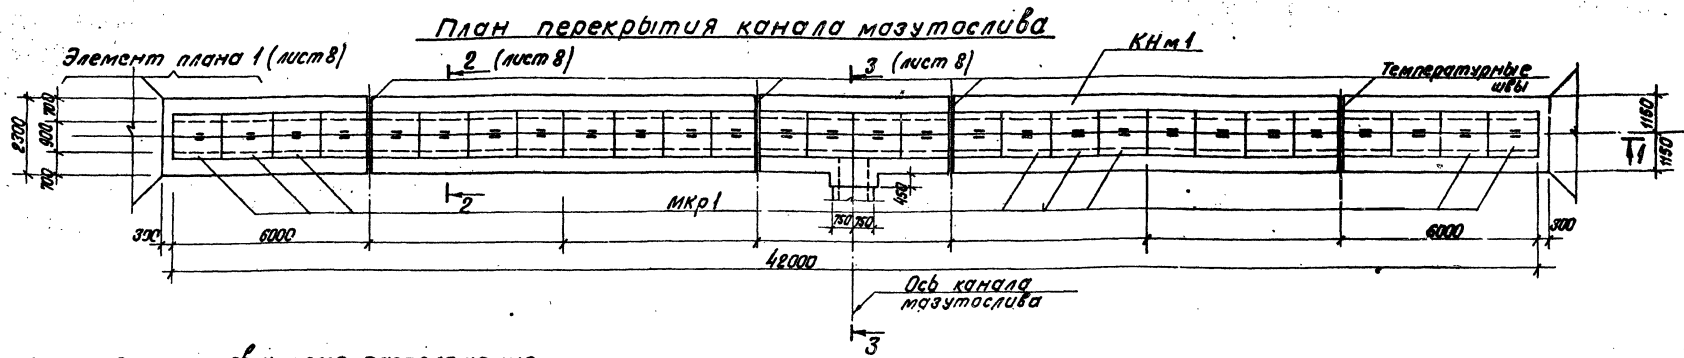 План перекрытия канала мазутослива
Элемент плана 1 (лист 8)
2 (лист 8)
3 (лист 8)
КНм1
Температурные
швы
2300
700
900
700
1150
1150
1
2
МКр1
450
750 750
300
6000
6000
300
42000
Ось канала
мазутослива
3